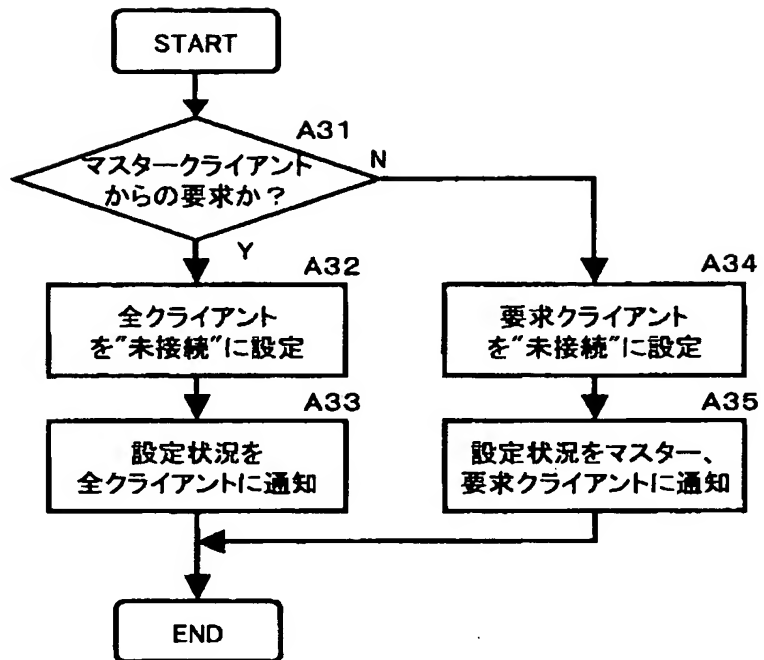 START
A31
マスタークライアント
からの要求か?
N
Y
A32
全クライアント
を"未接続"に設定
A34
要求クライアント
を"未接続"に設定
A33
設定状況を
全クライアントに通知
A35
設定状況をマスター、
要求クライアントに通知
END